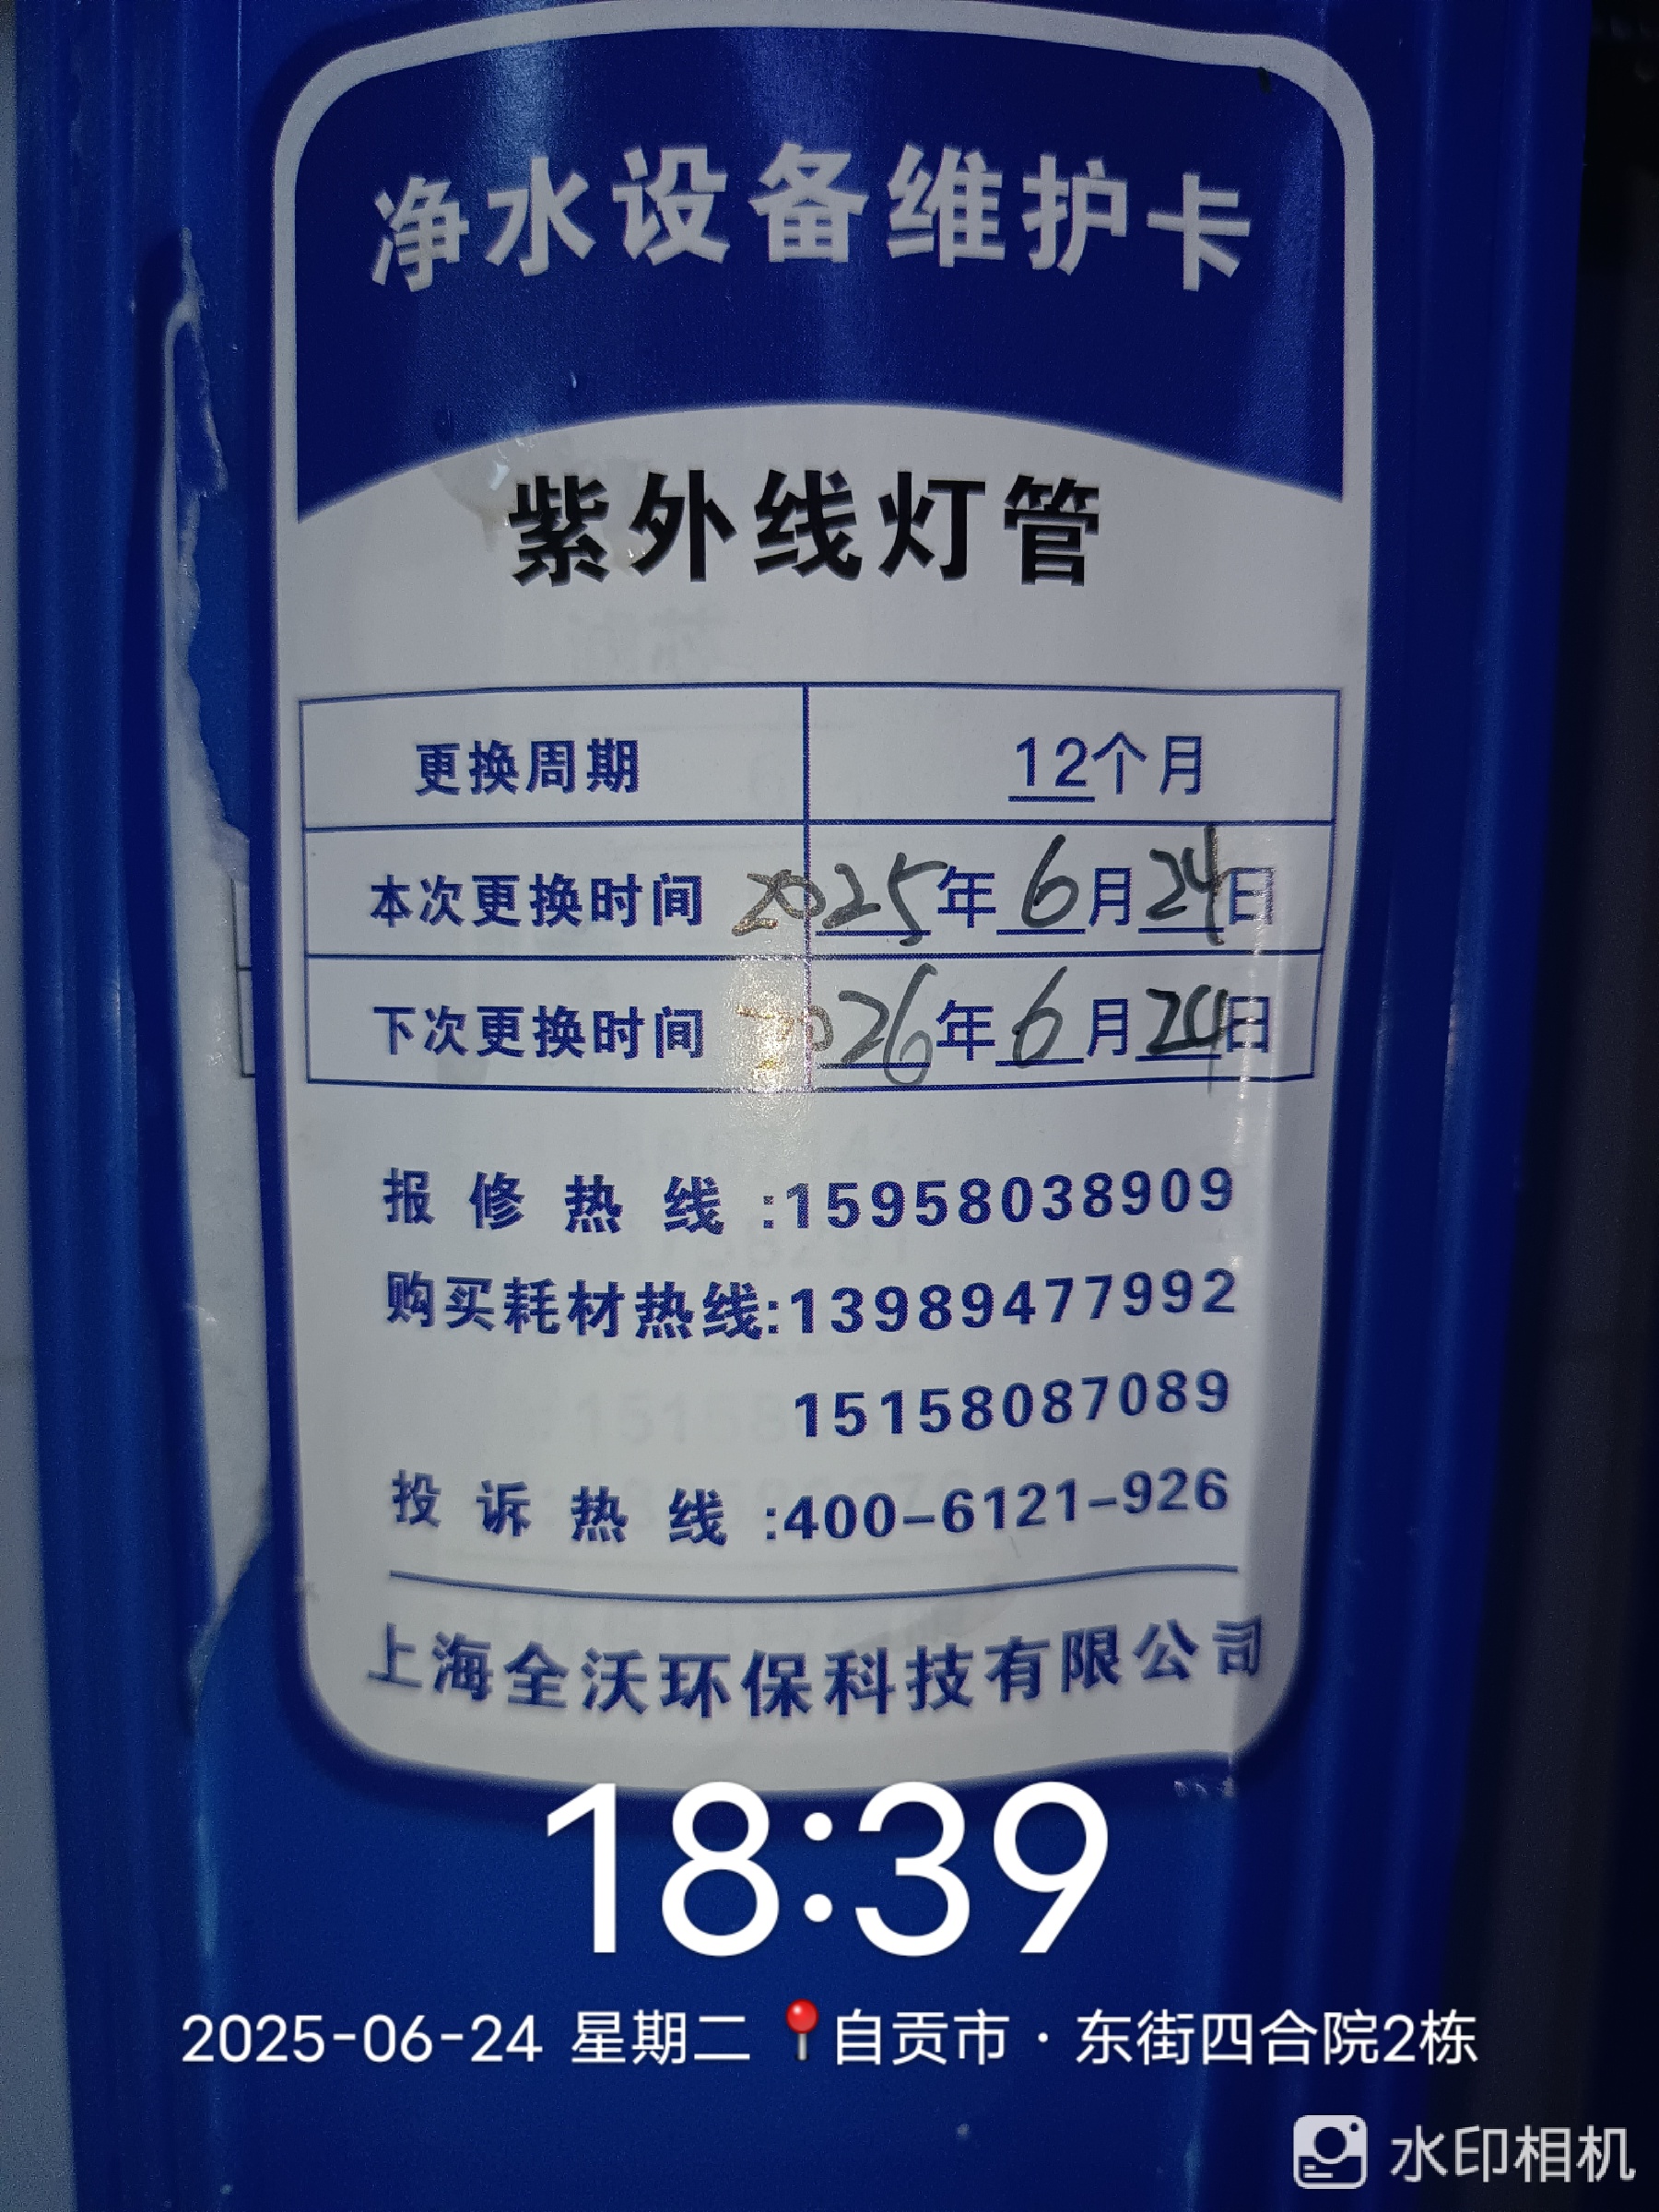 净水设备维护卡
紫外线灯管
更换周期 12个月
本次更换时间 2025年6月24日
下次更换时间 2026年6月24日
报修热线:15958038909
购买耗材热线:13989477992
15158087089
投诉热线:400-6121-926
上海全沃环保科技有限公司
18:39
2025-06-24 星期二 📍自贡市·东街四合院2栋
水印相机